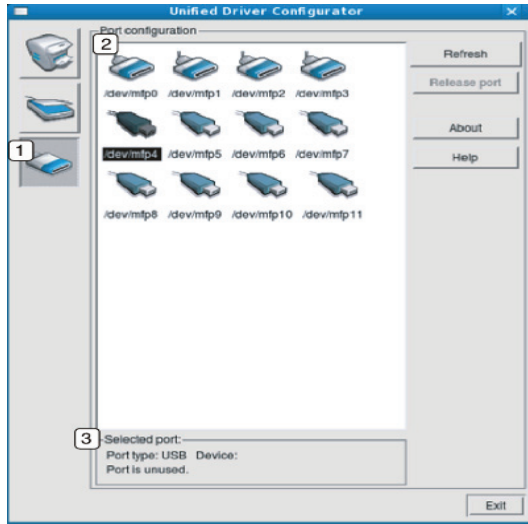 Unified Driver Configurator
2
Port configuration
Refresh
/dev/mfp0 /dev/mfp1 /dev/mfp2 /dev/mfp3
Release port
1
About
/dev/mfp4 /dev/mfp5 /dev/mfp6 /dev/mfp7
Help
/dev/mfp8 /dev/mfp9 /dev/mfp10 /dev/mfp11
3
Selected port:
Port type: USB Device:
Port is unused.
Exit